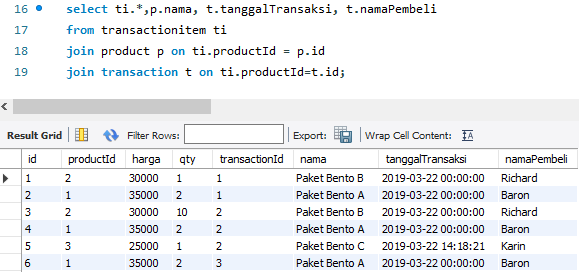 16 select ti.*,p.nama, t.tanggalTransaksi, t.namaPembeli
17 from transactionitem ti
18 join product p on ti.productId = p.id
19 join transaction t on ti.productId=t.id;
Result Grid Filter Rows: Export: Wrap Cell Content:
id productId harga qty transactionId nama tanggalTransaksi namaPembeli
1 2 30000 1 1 Paket Bento B 2019-03-22 00:00:00 Richard
2 1 35000 2 1 Paket Bento A 2019-03-22 00:00:00 Baron
3 2 30000 10 2 Paket Bento B 2019-03-22 00:00:00 Richard
4 1 35000 2 2 Paket Bento A 2019-03-22 00:00:00 Baron
5 3 25000 1 2 Paket Bento C 2019-03-22 14:18:21 Karin
6 1 35000 2 3 Paket Bento A 2019-03-22 00:00:00 Baron